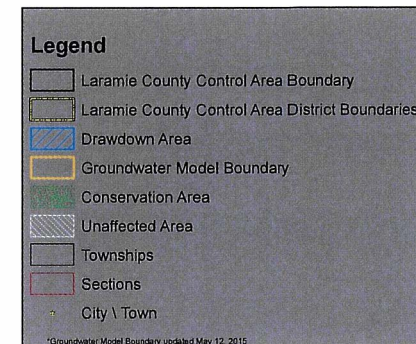 Legend
Laramie County Control Area Boundary
Laramie County Control Area District Boundaries
Drawdown Area
Groundwater Model Boundary
Conservation Area
Unaffected Area
Townships
Sections
City \ Town
*Groundwater Model Boundary updated May 12, 2015